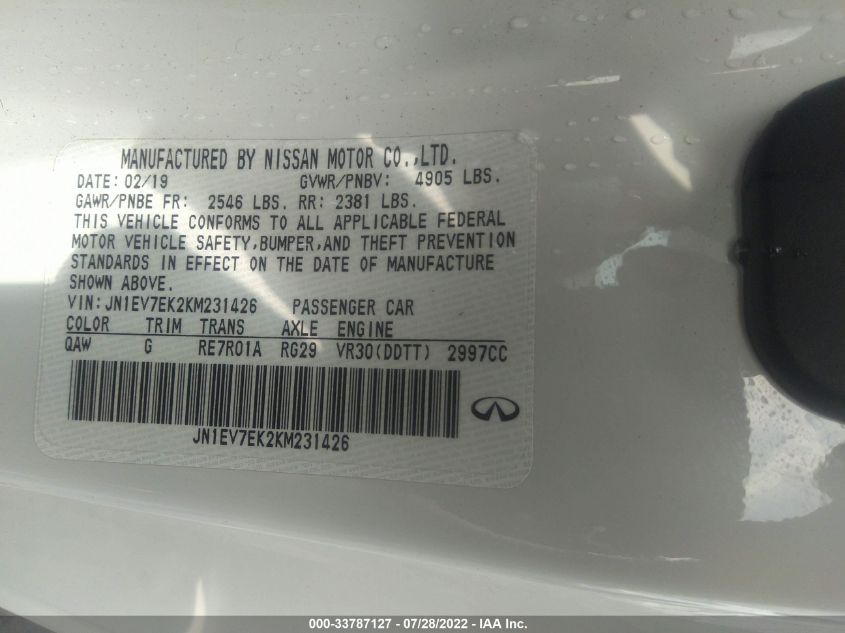 MANUFACTURED BY NISSAN MOTOR CO.,LTD.
DATE: 02/19 GVWR/PNBV: 4905 LBS.
GAWR/PNBE FR: 2546 LBS. RR: 2381 LBS.
THIS VEHICLE CONFORMS TO ALL APPLICABLE FEDERAL
MOTOR VEHICLE SAFETY,BUMPER,AND THEFT PREVENTION
STANDARDS IN EFFECT ON THE DATE OF MANUFACTURE
SHOWN ABOVE.
VIN:JN1EV7EK2KM231426 PASSENGER CAR
COLOR TRIM TRANS AXLE ENGINE
QAW G RE7R01A RG29 VR30(DDTT) 2997CC
JN1EV7EK2KM231426
000-33787127 - 07/28/2022 - IAA Inc.